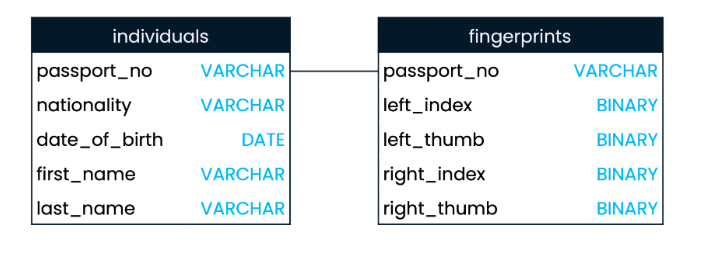 individuals
passport_no VARCHAR
nationality VARCHAR
date_of_birth DATE
first_name VARCHAR
last_name VARCHAR
fingerprints
passport_no VARCHAR
left_index BINARY
left_thumb BINARY
right_index BINARY
right_thumb BINARY